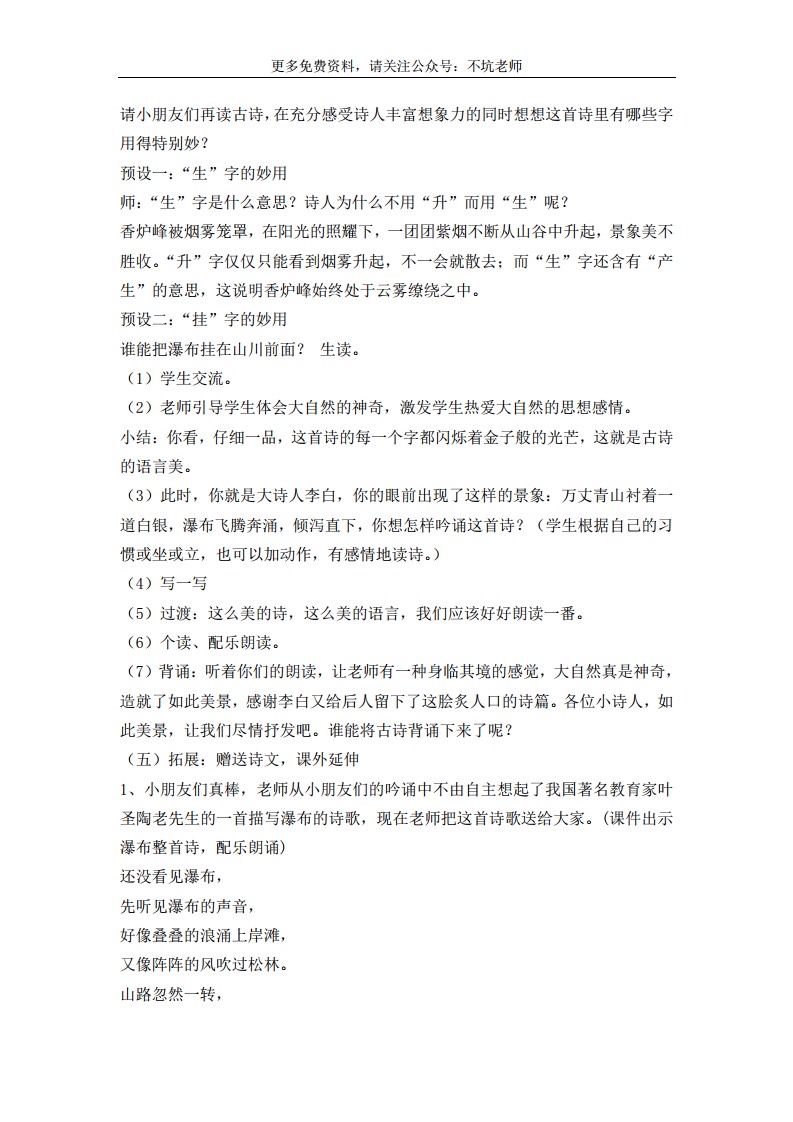 更多免费资料，请关注公众号：不坑老师
请小朋友们再读古诗，在充分感受诗人丰富想象力的同时想想这首诗里有哪些字
用得特别妙？
预设一：“生”字的妙用
师：“生”字是什么意思？诗人为什么不用“升”而用“生”呢？
香炉峰被烟雾笼罩，在阳光的照耀下，一团团紫烟不断从山谷中升起，景象美不
胜收。“升”字仅仅只能看到烟雾升起，不一会就散去；而“生”字还含有“产
生”的意思，这说明香炉峰始终处于云雾缭绕之中。
预设二：“挂”字的妙用
谁能把瀑布挂在山川前面？ 生读。
（1）学生交流。
（2）老师引导学生体会大自然的神奇，激发学生热爱大自然的思想感情。
小结：你看，仔细一品，这首诗的每一个字都闪烁着金子般的光芒，这就是古诗
的语言美。
（3）此时，你就是大诗人李白，你的眼前出现了这样的景象：万丈青山衬着一
道白银，瀑布飞腾奔涌，倾泻直下，你想怎样吟诵这首诗？（学生根据自己的习
惯或坐或立，也可以加动作，有感情地读诗。）
（4）写一写
（5）过渡：这么美的诗，这么美的语言，我们应该好好朗读一番。
（6）个读、配乐朗读。
（7）背诵：听着你们的朗读，让老师有一种身临其境的感觉，大自然真是神奇，
造就了如此美景，感谢李白又给后人留下了这脍炙人口的诗篇。各位小诗人，如
此美景，让我们尽情抒发吧。谁能将古诗背诵下来了呢？
（五）拓展：赠送诗文，课外延伸
1、小朋友们真棒，老师从小朋友们的吟诵中不由自主想起了我国著名教育家叶
圣陶老先生的一首描写瀑布的诗歌，现在老师把这首诗歌送给大家。(课件出示
瀑布整首诗，配乐朗诵)
还没看见瀑布，
先听见瀑布的声音，
好像叠叠的浪涌上岸滩，
又像阵阵的风吹过松林。
山路忽然一转，